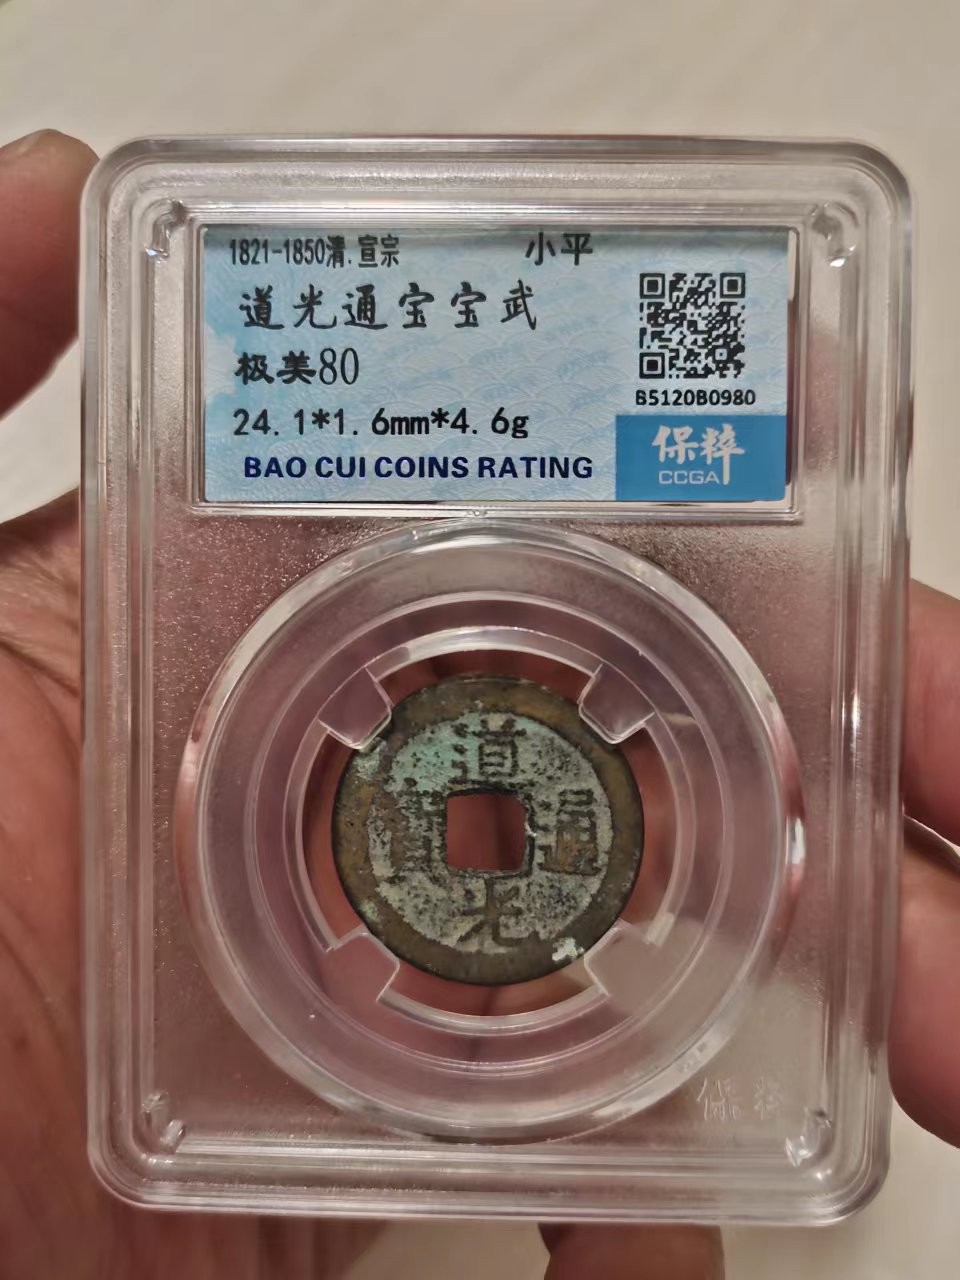 1821-1850清.宣宗 小平
道光通宝宝武
极美80
24.1*1.6mm*4.6g
BAO CUI COINS RATING
B5120B0980
保粹
CCGA
道光通寶
保粹